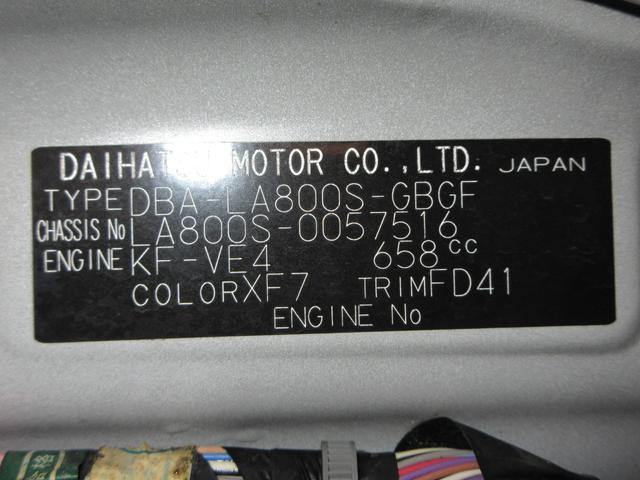 DAIHATSU MOTOR CO.,LTD. JAPAN
TYPE DBA-LA800S-GBGF
CHASSIS No LA800S-0057516
ENGINE KF-VE4 658cc
COLOR XF7 TRIM FD41
ENGINE No